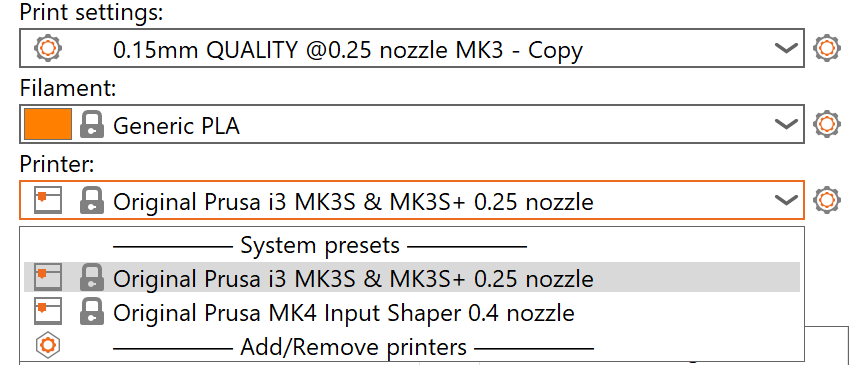 Print settings:
0.15mm QUALITY @0.25 nozzle MK3 - Copy
Filament:
Generic PLA
Printer:
Original Prusa i3 MK3S & MK3S+ 0.25 nozzle
System presets
Original Prusa i3 MK3S & MK3S+ 0.25 nozzle
Original Prusa MK4 Input Shaper 0.4 nozzle
Add/Remove printers